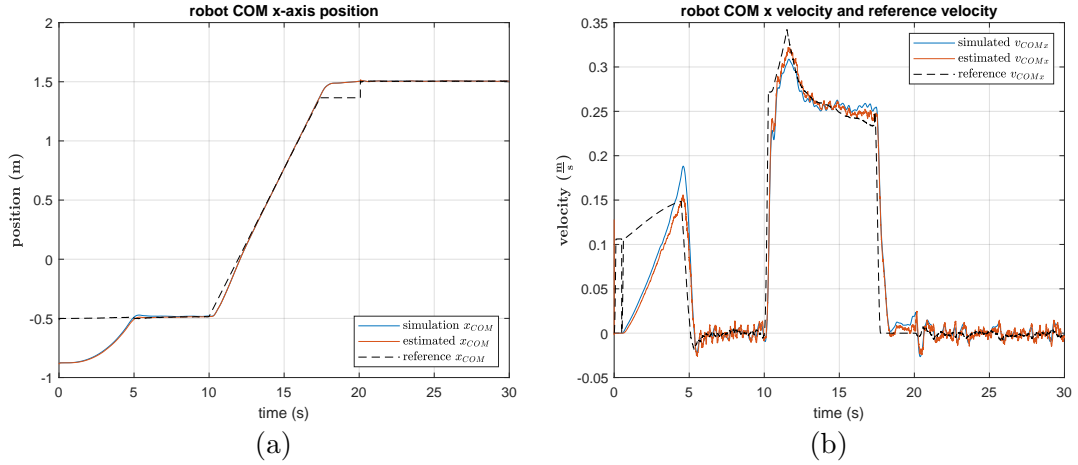 robot COM x-axis position
2
1.5
1
0.5
0
-0.5
-1
position (m)
0 5 10 15 20 25 30
time (s)
simulation x_COM
estimated x_COM
reference x_COM
(a)
robot COM x velocity and reference velocity
0.35
0.3
0.25
0.2
0.15
0.1
0.05
0
-0.05
velocity (m/s)
0 5 10 15 20 25 30
time (s)
simulated v_COMx
estimated v_COMx
reference v_COMx
(b)